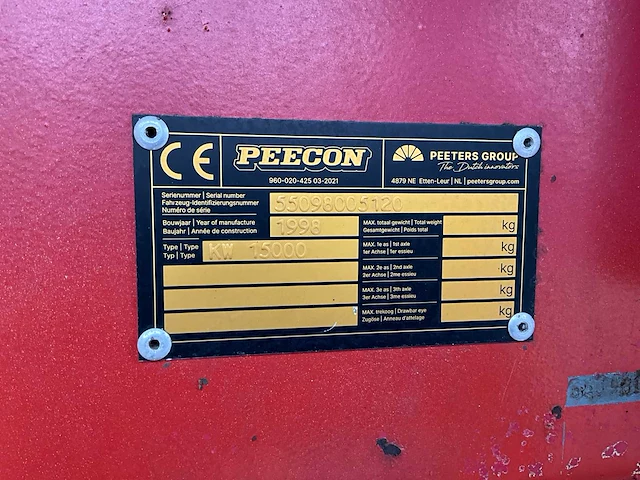 CE
PEECON
960-020-425 03-2021
PEETERS GROUP
The Dutch innovators
4879 NE Etten-Leur | NL | peetersgroup.com
Serienummer | Serial number
Fahrzeug-Identifizierungsnummer
Numéro de série
55098005120
Bouwjaar | Year of manufacture
Baujahr | Année de construction
1998
Type | Type
Typ | Type
KW 15000
MAX. totaal gewicht | Total weight
Gesamtgewicht | Poids total
kg
MAX. 1e as | 1st axle
1er Achse | 1er essieu
kg
MAX. 2e as | 2nd axle
2er Achse | 2me essieu
kg
MAX. 3e as | 3th axle
3er Achse | 3me essieu
kg
MAX. trekoog | Drawbar eye
Zugöse | Anneau d'attelage
kg